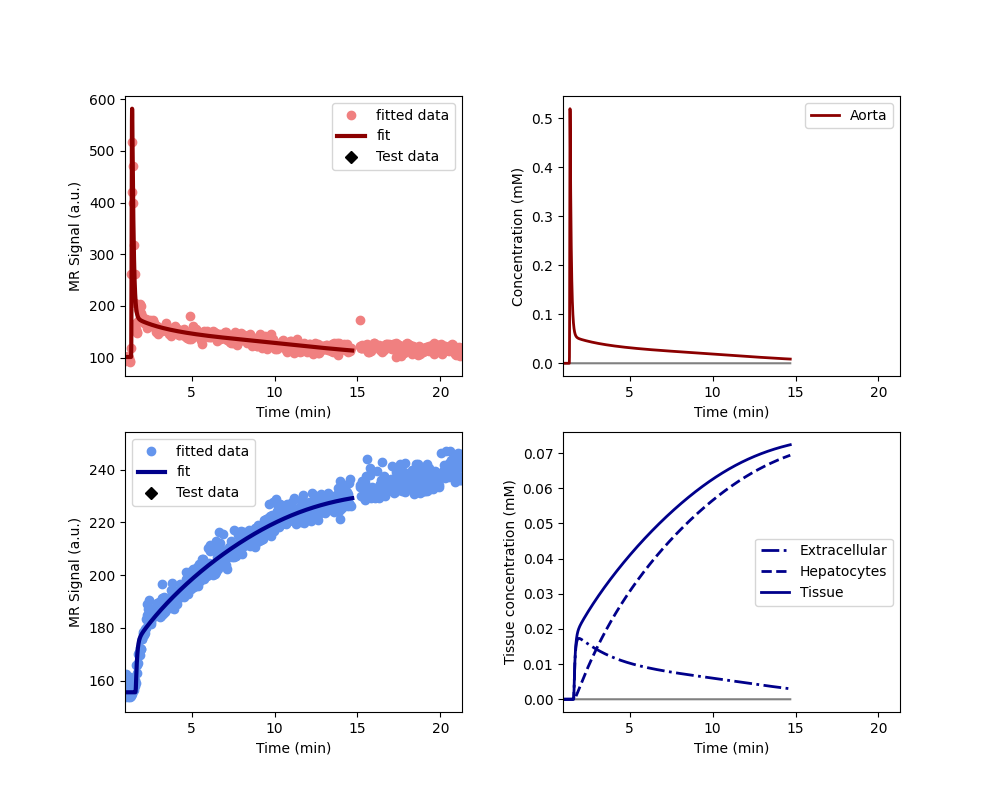 600
500
400
300
200
100
MR Signal (a.u.)
fitted data
fit
Test data
5
10
15
20
Time (min)
0.5
0.4
0.3
0.2
0.1
0.0
Concentration (mM)
Aorta
5
10
15
20
Time (min)
240
220
200
180
160
MR Signal (a.u.)
fitted data
fit
Test data
5
10
15
20
Time (min)
0.07
0.06
0.05
0.04
0.03
0.02
0.01
0.00
Tissue concentration (mM)
Extracellular
Hepatocytes
Tissue
5
10
15
20
Time (min)